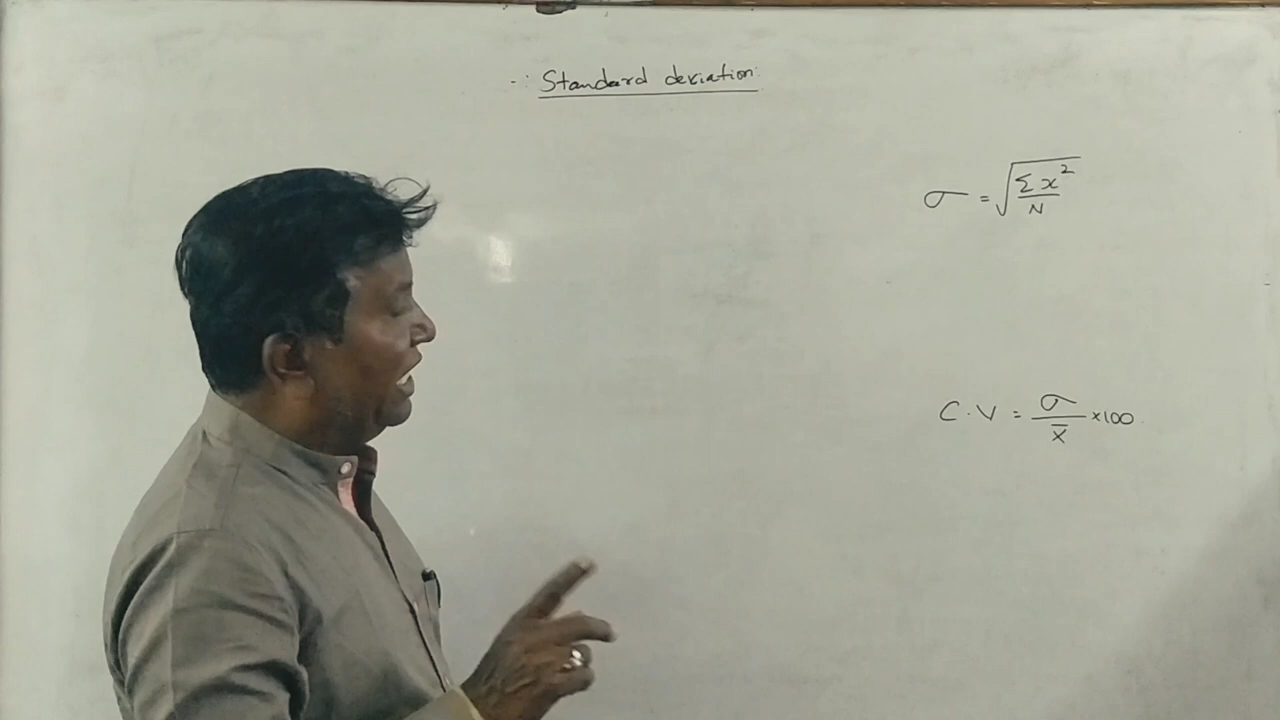 -: Standard deviation:
σ = √(Σx²/N)
C.V = σ/x̄ ×100